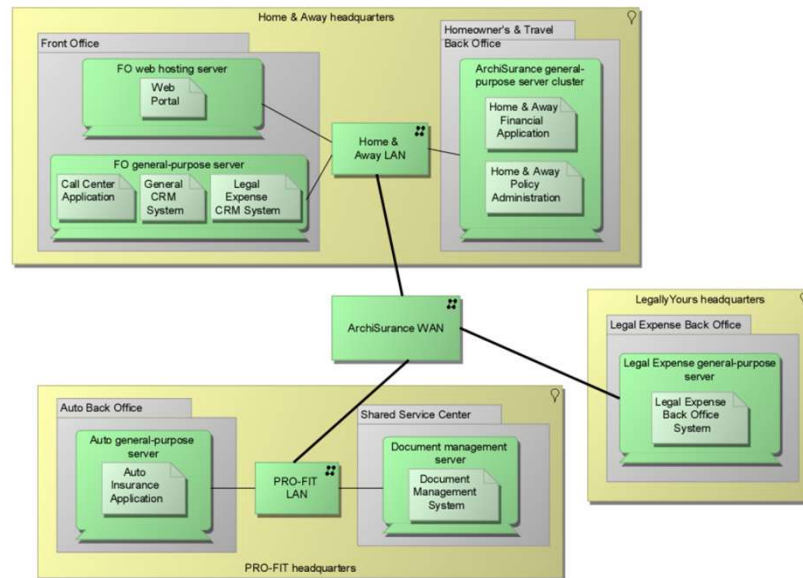 Home & Away headquarters
Front Office
FO web hosting server
Web
Portal
FO general-purpose server
Call Center
Application
General
CRM
System
Legal
Expense
CRM System
Home &
Away LAN
Homeowner's & Travel
Back Office
ArchiSurance general-
purpose server cluster
Home & Away
Financial
Application
Home & Away
Policy
Administration
ArchiSurance WAN
LegallyYours headquarters
Legal Expense Back Office
Legal Expense general-purpose
server
Legal Expense
Back Office
System
Auto Back Office
Auto general-purpose
server
Auto
Insurance
Application
PRO-FIT
LAN
Shared Service Center
Document management
server
Document
Management
System
PRO-FIT headquarters